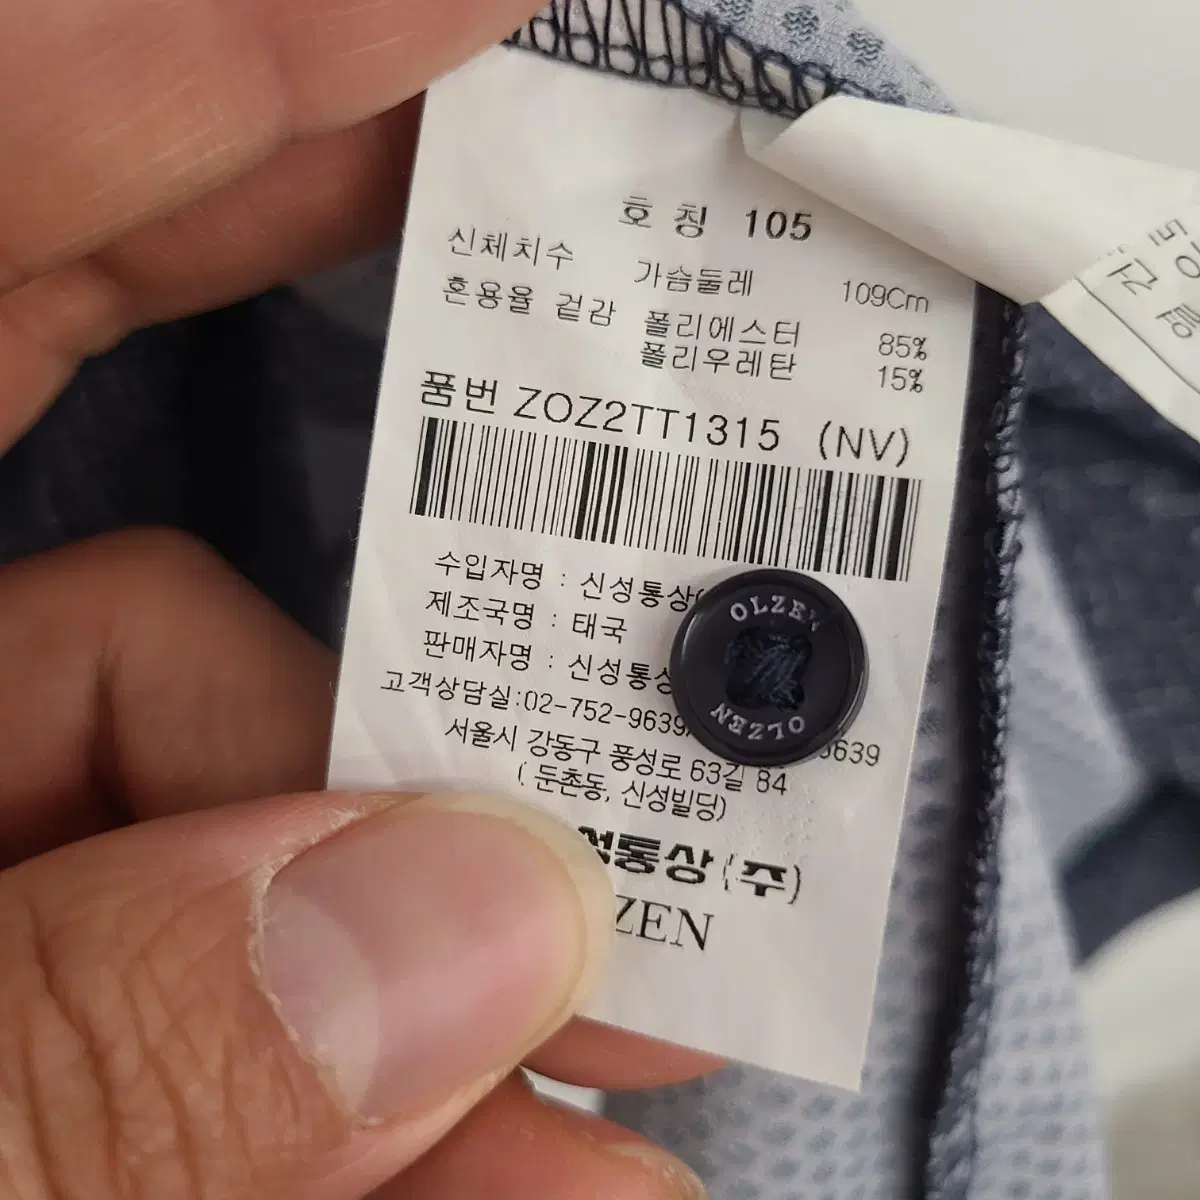 호 칭 105
신체치수 가슴둘레 109Cm
혼용율 겉감 폴리에스터 85%
폴리우레탄 15%
품번 ZOZ2TT1315 (NV)
수입자명 : 신성통상
제조국명 : 태국
판매자명 : 신성통상
고객상담실:02-752-9639
서울시 강동구 풍성로 63길 84
( 둔촌동, 신성빌딩)
성통상(주)
ZEN
OLZEN
OLZEN